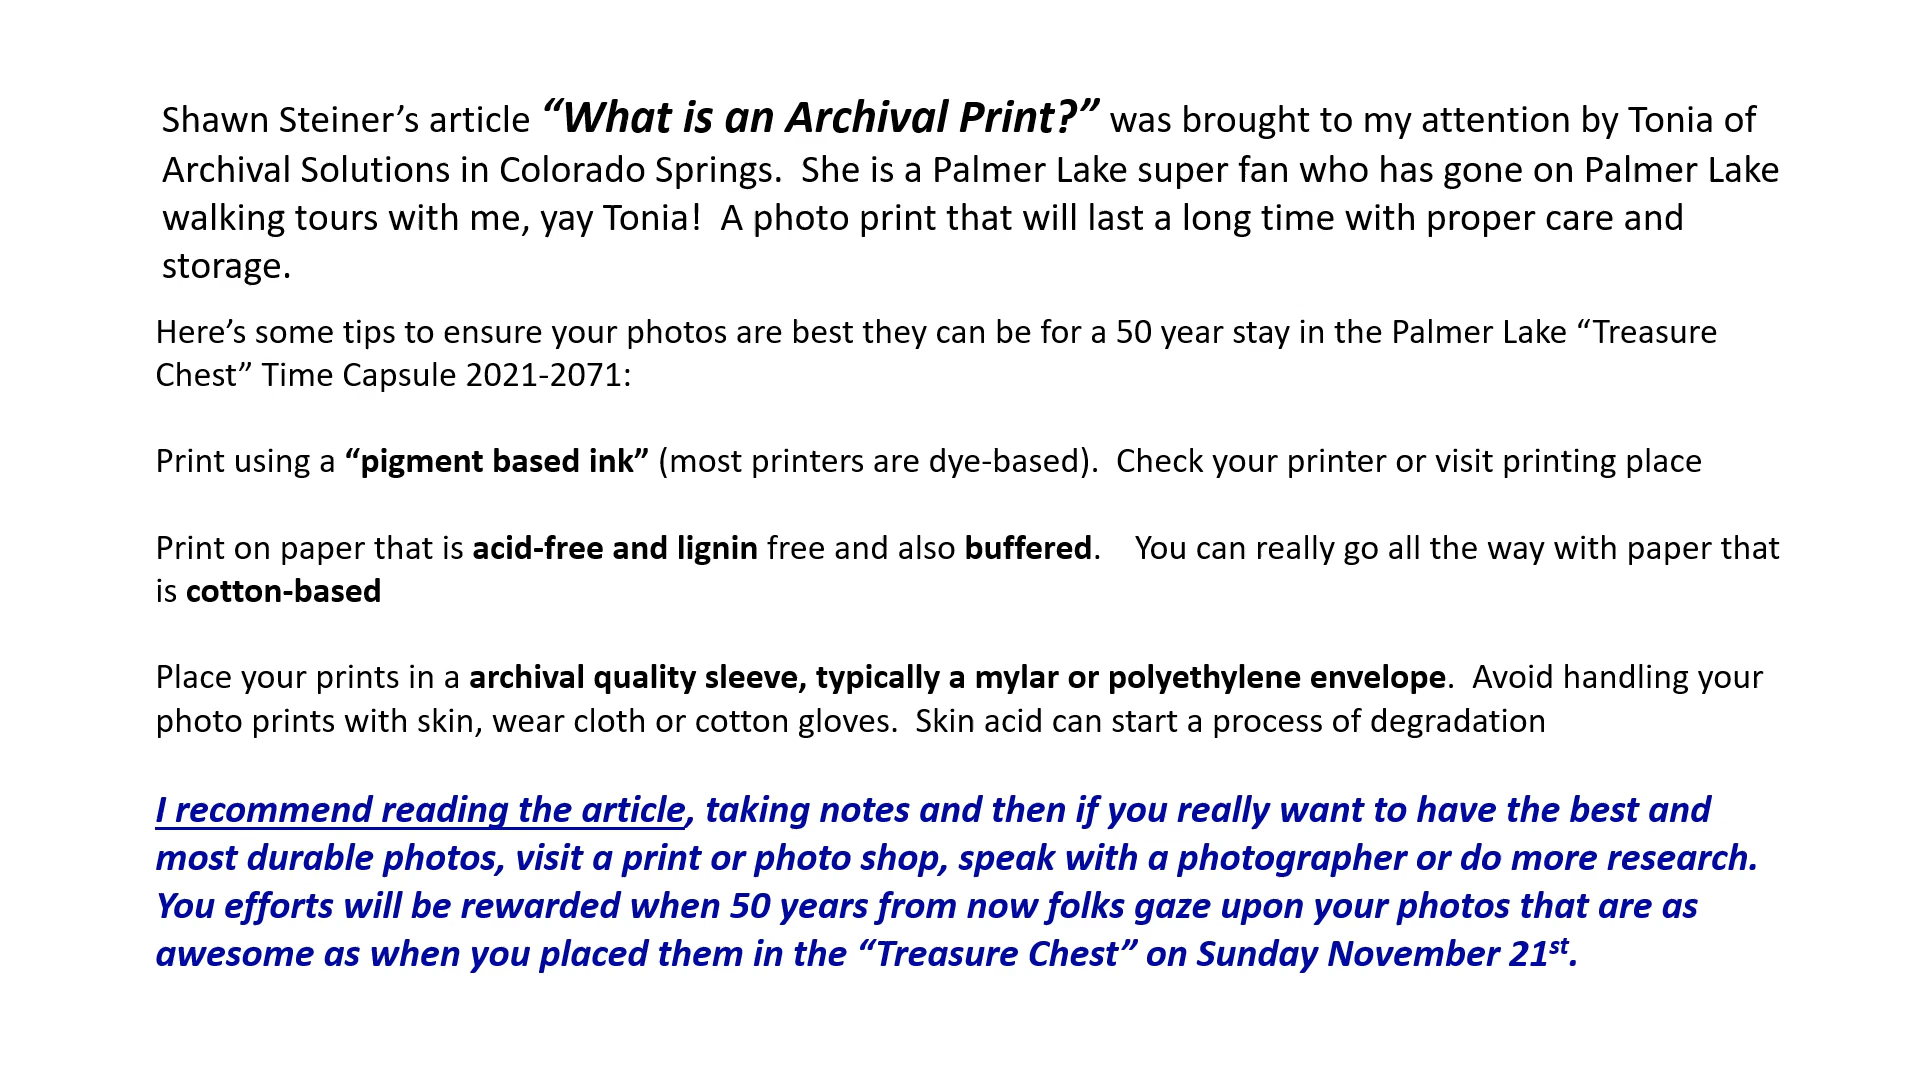 Shawn Steiner’s article “What is an Archival Print?” was brought to my attention by Tonia of
Archival Solutions in Colorado Springs.  She is a Palmer Lake super fan who has gone on Palmer Lake
walking tours with me, yay Tonia!  A photo print that will last a long time with proper care and
storage.
Here’s some tips to ensure your photos are best they can be for a 50 year stay in the Palmer Lake “Treasure
Chest” Time Capsule 2021-2071:
Print using a “pigment based ink” (most printers are dye-based).  Check your printer or visit printing place
Print on paper that is acid-free and lignin free and also buffered.    You can really go all the way with paper that
is cotton-based
Place your prints in a archival quality sleeve, typically a mylar or polyethylene envelope.  Avoid handling your
photo prints with skin, wear cloth or cotton gloves.  Skin acid can start a process of degradation
I recommend reading the article, taking notes and then if you really want to have the best and
most durable photos, visit a print or photo shop, speak with a photographer or do more research.
You efforts will be rewarded when 50 years from now folks gaze upon your photos that are as
awesome as when you placed them in the “Treasure Chest” on Sunday November 21st.